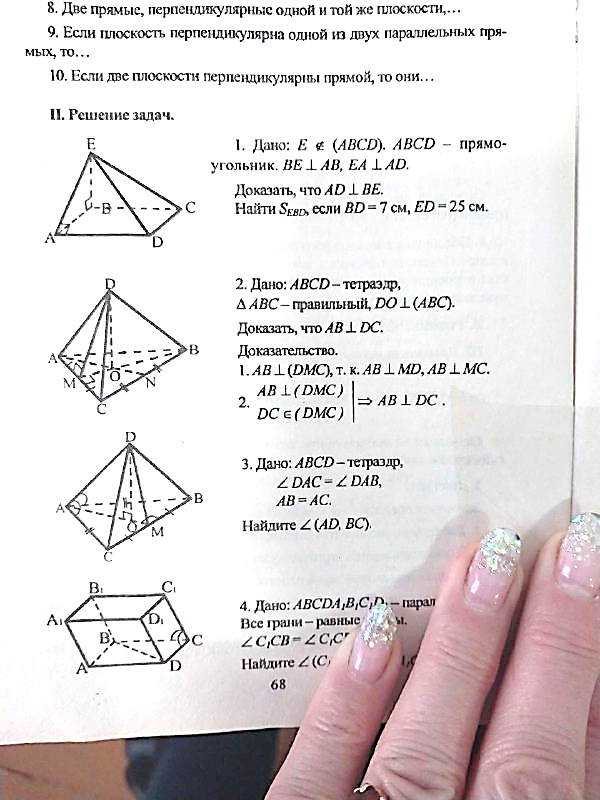 8. Две прямые, перпендикулярные одной и той же плоскости,...
9. Если плоскость перпендикулярна одной из двух параллельных пря-
мых, то...
10. Если две плоскости перпендикулярны прямой, то они...
II. Решение задач.
1. Дано: E ∉ (ABCD). ABCD – прямо-
угольник. BE ⊥ AB, EA ⊥ AD.
Доказать, что AD ⊥ BE.
Найти S_EBD, если BD = 7 см, ED = 25 см.
E
B
C
A
D
2. Дано: ABCD – тетраэдр,
Δ ABC – правильный, DO ⊥ (ABC).
Доказать, что AB ⊥ DC.
Доказательство.
1. AB ⊥ (DMC), т. к. AB ⊥ MD, AB ⊥ MC.
2. AB ⊥ (DMC)
DC ∈ (DMC) | ⇒ AB ⊥ DC .
D
A
B
M
O
N
C
3. Дано: ABCD – тетраэдр,
∠ DAC = ∠ DAB,
AB = AC.
Найдите ∠ (AD, BC).
D
A
B
O
M
C
4. Дано: ABCDA₁B₁C₁D₁ – парал
Все грани – равные
∠ C₁CB = ∠ C₁C
Найдите ∠ (C
B₁
C₁
A₁
D₁
B
C
A
D
68